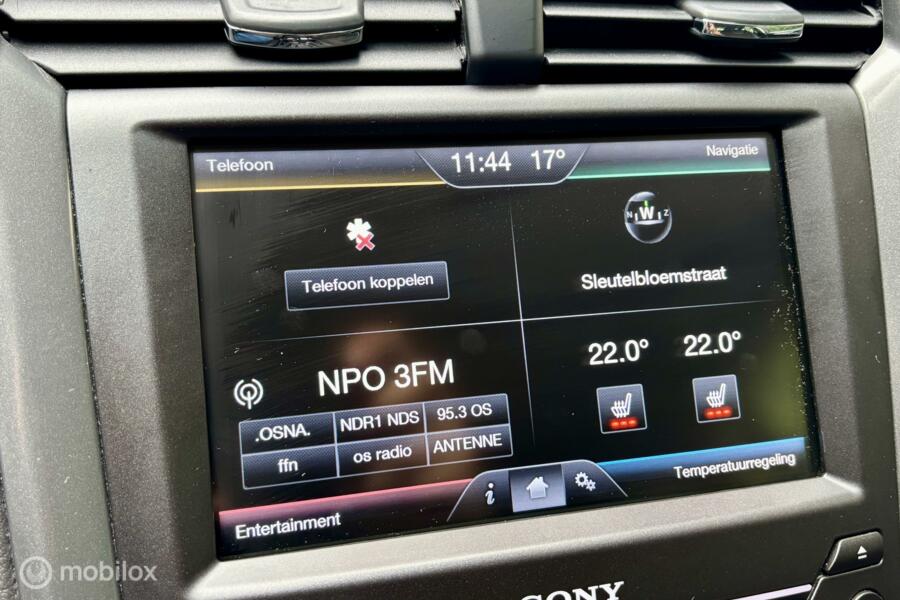 Telefoon
11:44 17°
Navigatie
N W Z
Telefoon koppelen
Sleutelbloemstraat
NPO 3FM
22.0° 22.0°
.OSNA. NDR1 NDS 95.3 OS
ffn os radio ANTENNE
Entertainment
i
Temperatuurregeling
SONY
mobilox